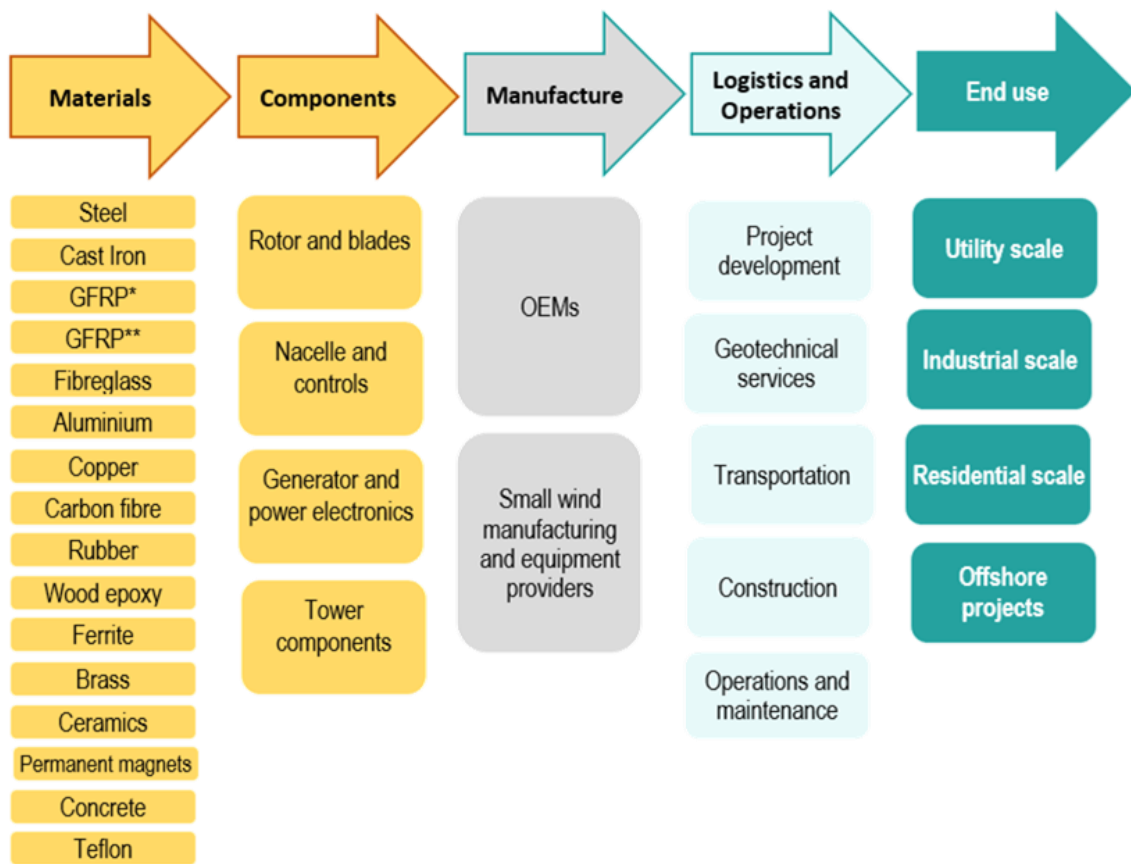 Materials
Components
Manufacture
Logistics and
Operations
End use
Steel
Cast Iron
GFRP*
GFRP**
Fibreglass
Aluminium
Copper
Carbon fibre
Rubber
Wood epoxy
Ferrite
Brass
Ceramics
Permanent magnets
Concrete
Teflon
Rotor and blades
Nacelle and
controls
Generator and
power electronics
Tower
components
OEMs
Small wind
manufacturing
and equipment
providers
Project
development
Geotechnical
services
Transportation
Construction
Operations and
maintenance
Utility scale
Industrial scale
Residential scale
Offshore
projects